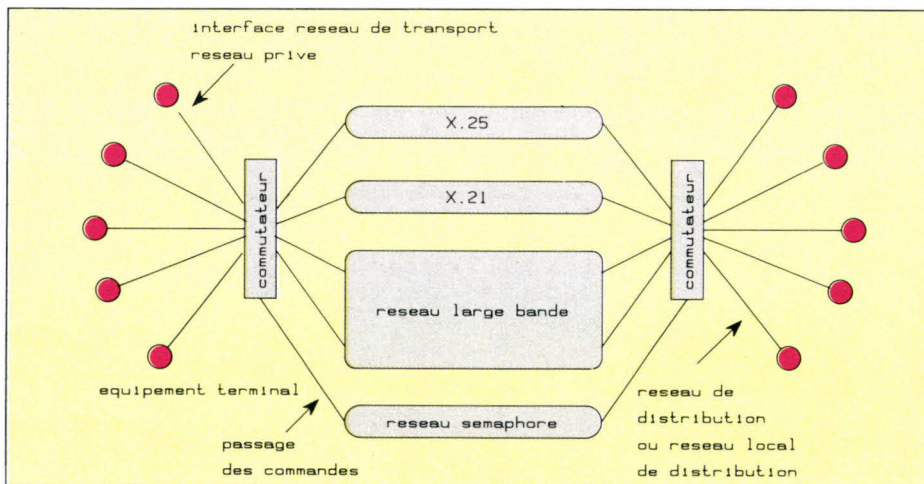 interface reseau de transport
reseau prive
X.25
commutateur
commutateur
X.21
reseau large bande
equipement terminal
reseau de
distribution
ou reseau local
de distribution
reseau semaphore
passage
des commandes